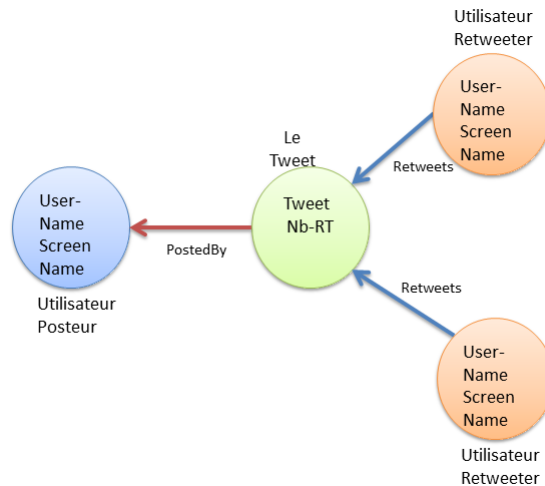 Utilisateur
Retweeter
User-
Name
Screen
Name
Retweets
Le
Tweet
Tweet
Nb-RT
PostedBy
User-
Name
Screen
Name
Utilisateur
Posteur
Retweets
User-
Name
Screen
Name
Utilisateur
Retweeter